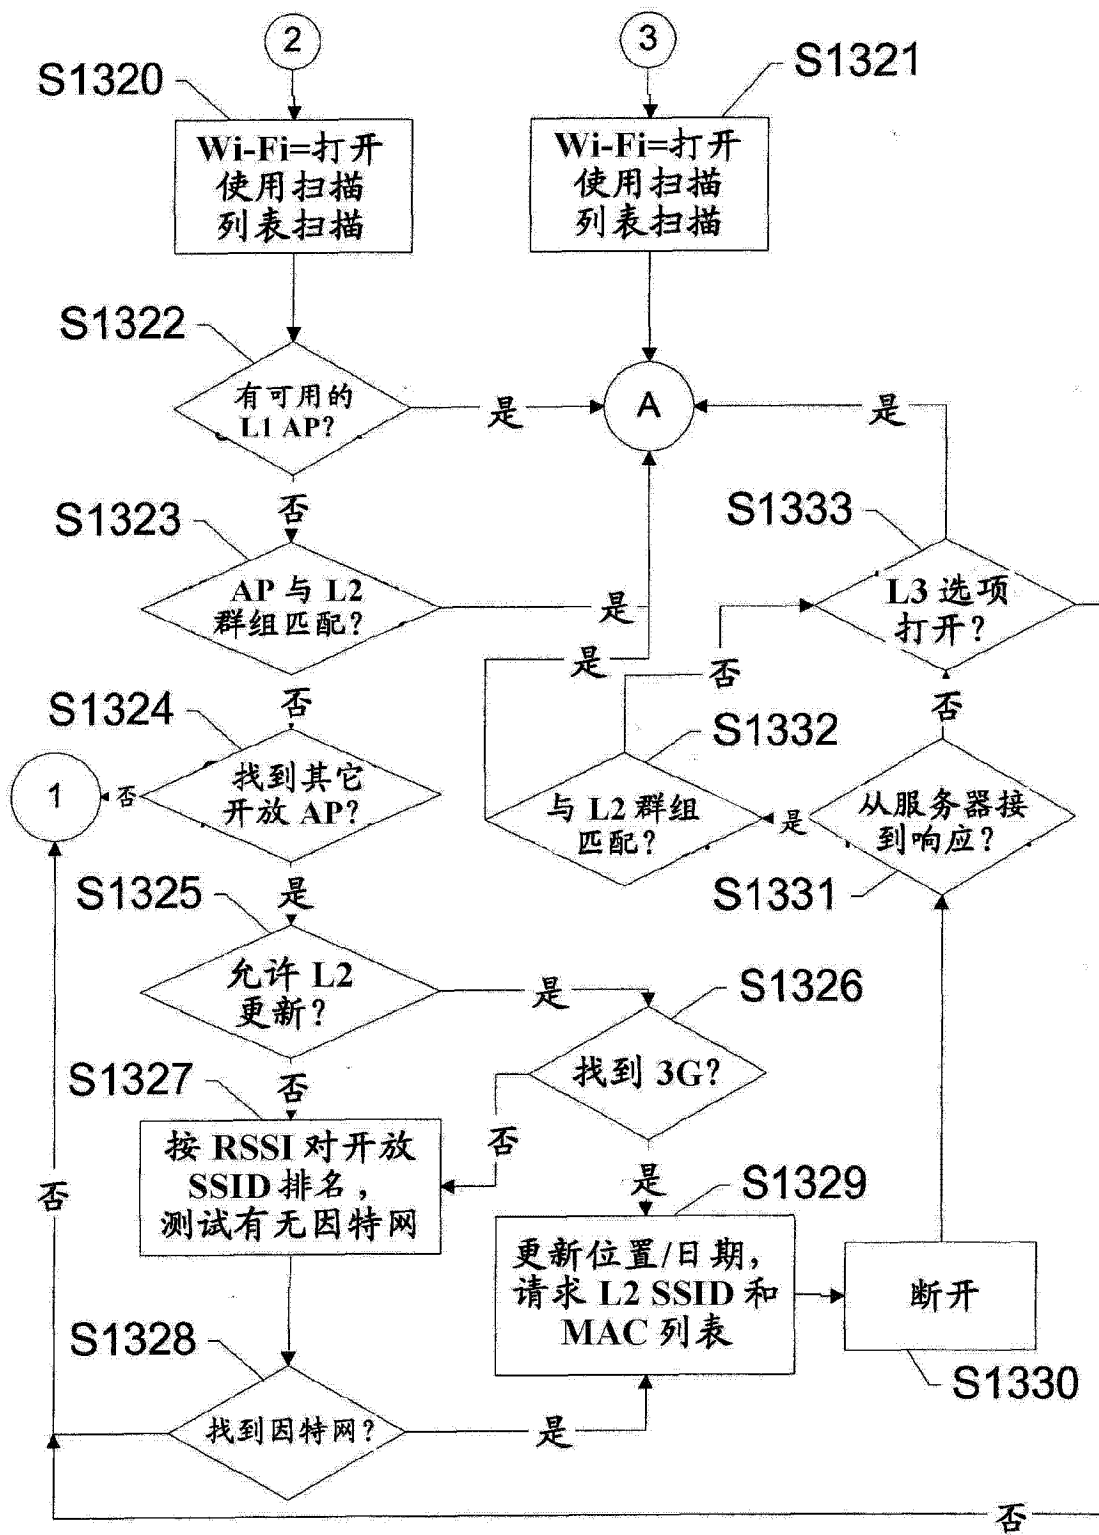 2
3
S1320
S1321
Wi-Fi=打开
使用扫描
列表扫描
Wi-Fi=打开
使用扫描
列表扫描
S1322
有可用的
L1 AP?
是
A
是
否
S1323
AP 与 L2
群组匹配?
是
S1333
L3 选项
打开?
是
否
否
S1324
找到其它
开放 AP?
否
1
S1332
与 L2 群组
匹配?
否
是
从服务器接
到响应?
S1331
是
S1325
允许 L2
更新?
是
S1326
找到 3G?
否
S1327
按 RSSI 对开放
SSID 排名，
测试有无因特网
否
否
是
S1329
更新位置/日期，
请求 L2 SSID 和
MAC 列表
断开
S1330
S1328
找到因特网?
是
否